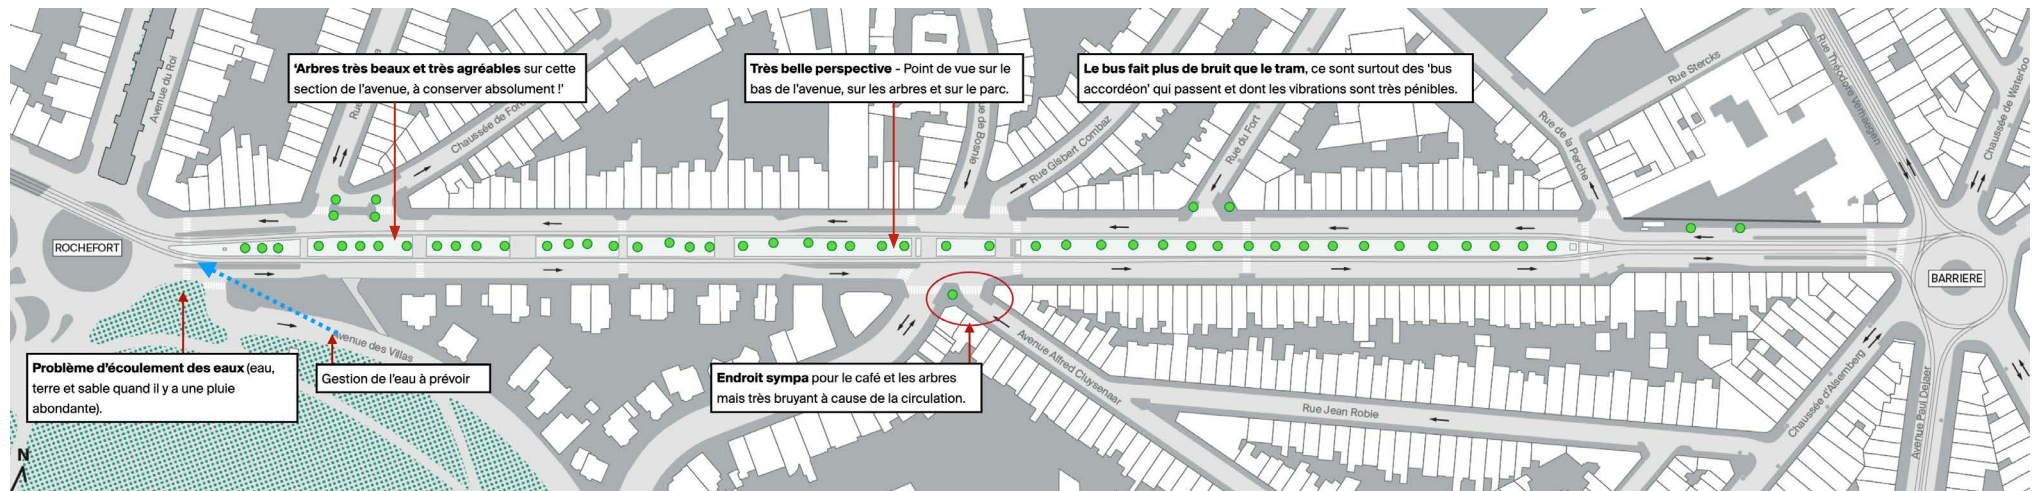 'Arbres très beaux et très agréables sur cette
section de l'avenue, à conserver absolument !'
Très belle perspective - Point de vue sur le
bas de l'avenue, sur les arbres et sur le parc.
Le bus fait plus de bruit que le tram, ce sont surtout des 'bus
accordéon' qui passent et dont les vibrations sont très pénibles.
Avenue du Roi
Rue
Chaussée de
de Bosnie
Rue Gisbert Combaz
Rue du Fort
Rue de la Perche
Rue Stercks
Rue Théodore Verhaegen
Chaussée de Waterloo
ROCHEFORT
BARRIERE
Avenue des Villas
Problème d'écoulement des eaux (eau,
terre et sable quand il y a une pluie
abondante).
Gestion de l'eau à prévoir
Endroit sympa pour le café et les arbres
mais très bruyant à cause de la circulation.
Avenue Alfred Cluysenaar
Rue Jean Robie
Chaussée d'Alsemberg
Avenue Paul Dejaer
N